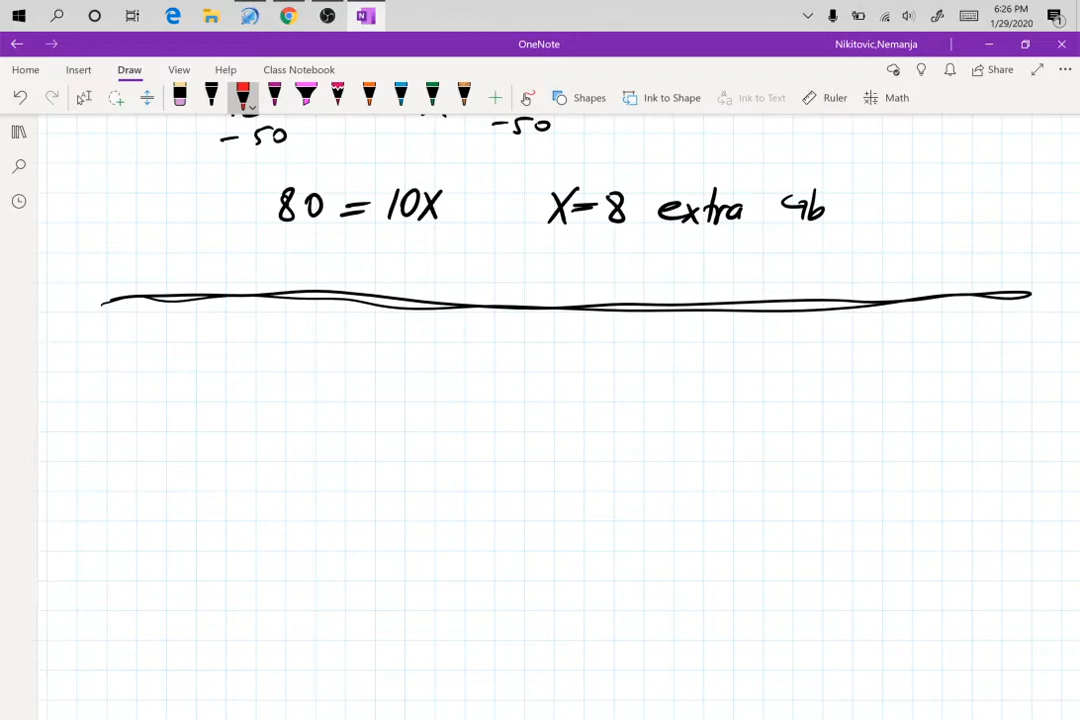 6:26 PM
1/29/2020
1
OneNote
Nikitovic,Nemanja
Home Insert Draw View Help Class Notebook
Share
Shapes Ink to Shape Ink to Text Ruler Math
- 50 -50
80 = 10X X=8 extra Gb